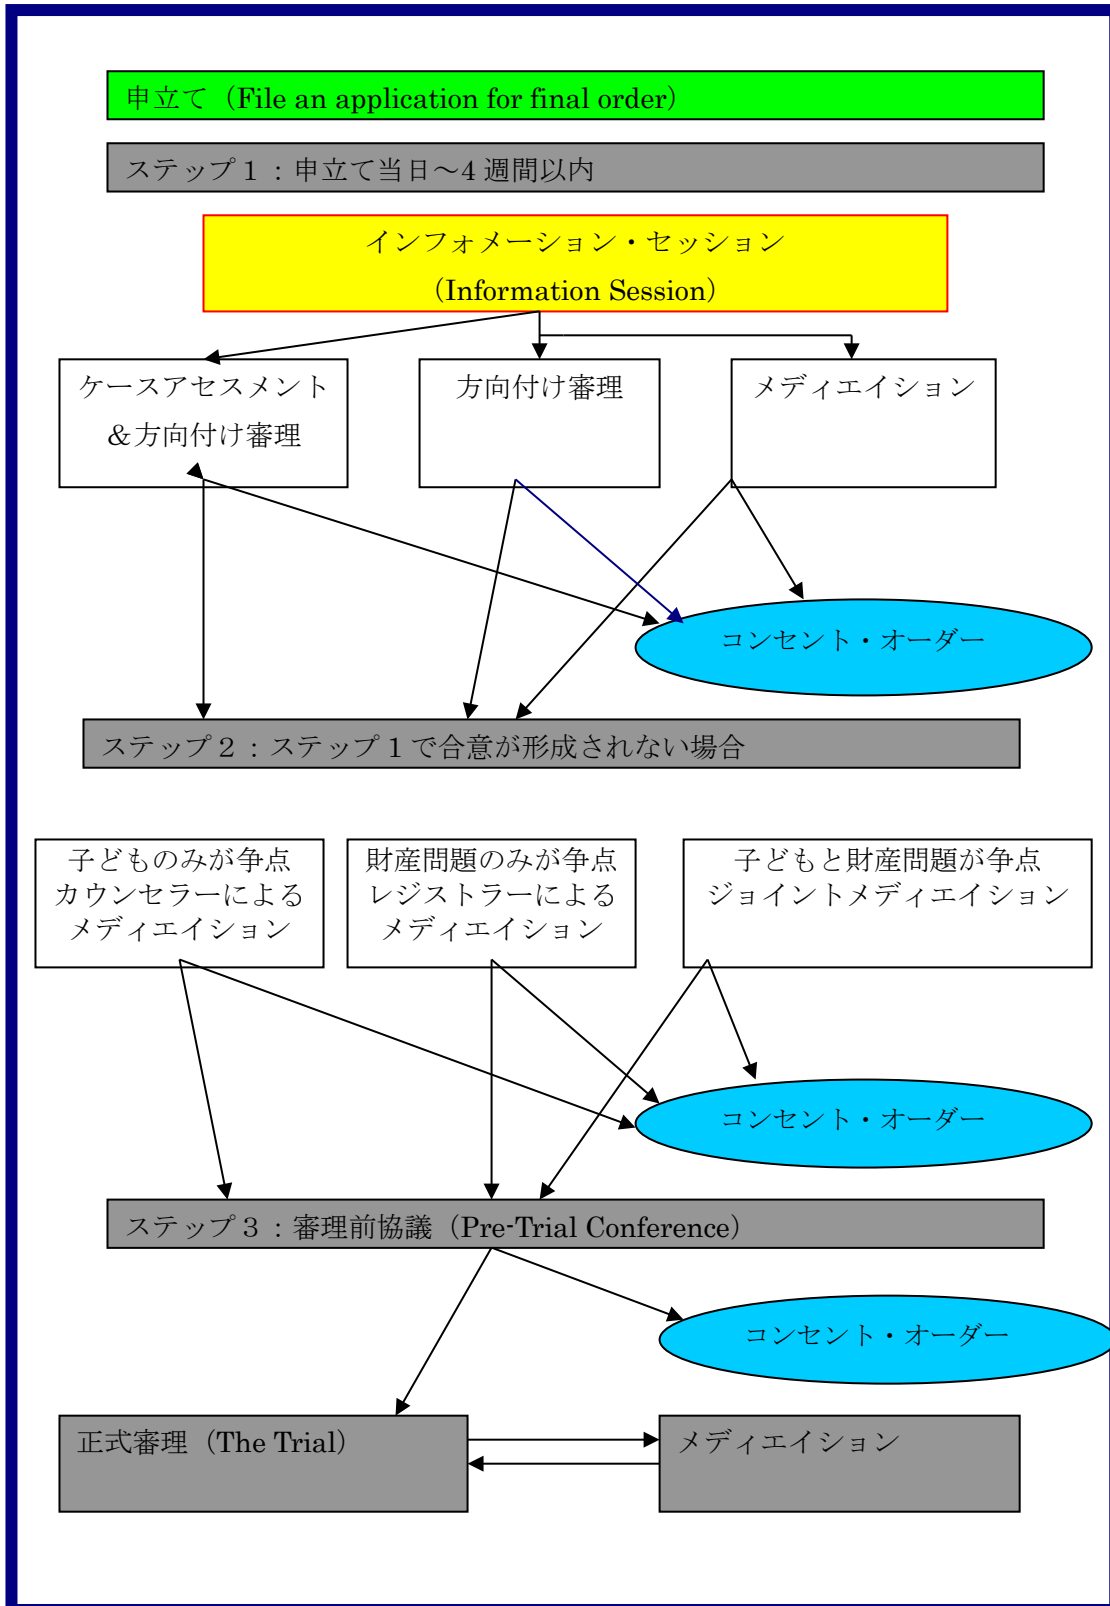 申立て（File an application for final order）
ステップ１：申立て当日～4 週間以内
インフォメーション・セッション
（Information Session）
ケースアセスメント
＆方向付け審理
方向付け審理
メディエイション
コンセント・オーダー
ステップ２：ステップ 1 で合意が形成されない場合
子どものみが争点
カウンセラーによる
メディエイション
財産問題のみが争点
レジストラーによる
メディエイション
子どもと財産問題が争点
ジョイントメディエイション
コンセント・オーダー
ステップ３：審理前協議（Pre-Trial Conference）
コンセント・オーダー
正式審理（The Trial）
メディエイション